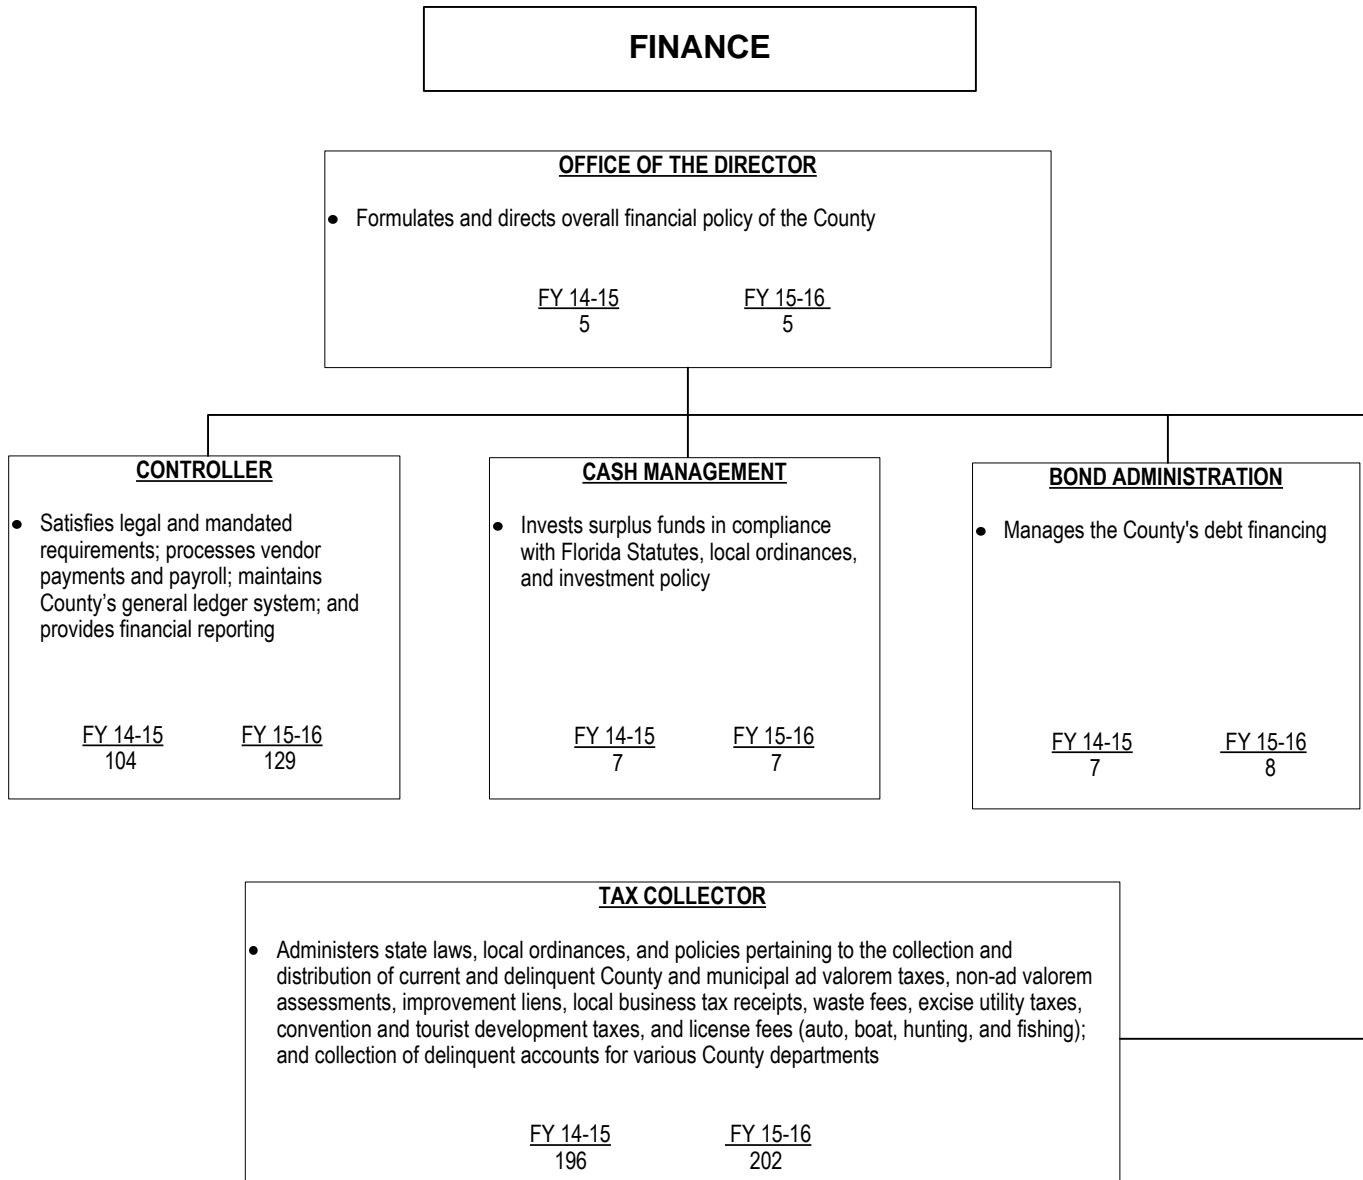 FINANCE
OFFICE OF THE DIRECTOR
● Formulates and directs overall financial policy of the County
FY 14-15 FY 15-16
5 5
CONTROLLER
● Satisfies legal and mandated
requirements; processes vendor
payments and payroll; maintains
County’s general ledger system; and
provides financial reporting
FY 14-15 FY 15-16
104 129
CASH MANAGEMENT
● Invests surplus funds in compliance
with Florida Statutes, local ordinances,
and investment policy
FY 14-15 FY 15-16
7 7
BOND ADMINISTRATION
● Manages the County's debt financing
FY 14-15 FY 15-16
7 8
TAX COLLECTOR
● Administers state laws, local ordinances, and policies pertaining to the collection and
distribution of current and delinquent County and municipal ad valorem taxes, non-ad valorem
assessments, improvement liens, local business tax receipts, waste fees, excise utility taxes,
convention and tourist development taxes, and license fees (auto, boat, hunting, and fishing);
and collection of delinquent accounts for various County departments
FY 14-15 FY 15-16
196 202